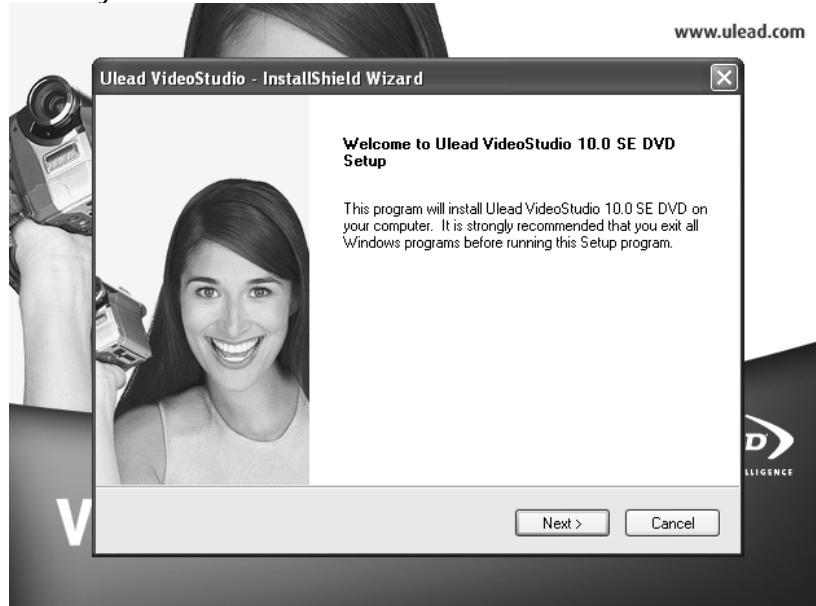 www.ulead.com
Ulead VideoStudio - InstallShield Wizard
Welcome to Ulead VideoStudio 10.0 SE DVD
Setup
This program will install Ulead VideoStudio 10.0 SE DVD on
your computer. It is strongly recommended that you exit all
Windows programs before running this Setup program.
Next >
Cancel